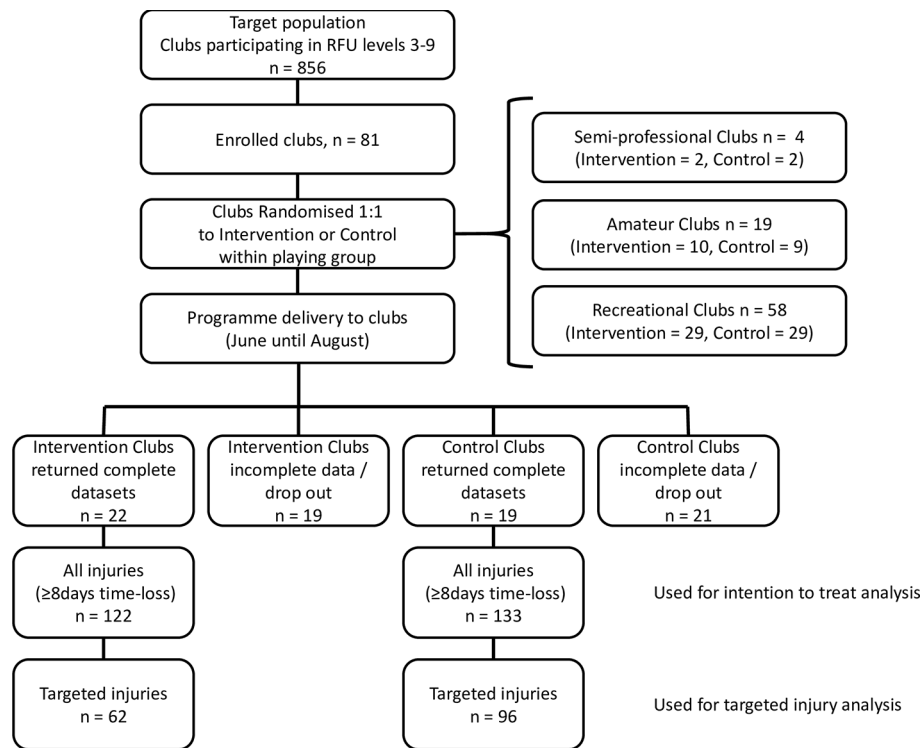 Target population
Clubs participating in RFU levels 3-9
n = 856
Enrolled clubs, n = 81
Clubs Randomised 1:1
to Intervention or Control
within playing group
Semi-professional Clubs n =  4
(Intervention = 2, Control = 2)
Amateur Clubs n = 19
(Intervention = 10, Control = 9)
Recreational Clubs n = 58
(Intervention = 29, Control = 29)
Programme delivery to clubs
(June until August)
Intervention Clubs
returned complete
datasets
n = 22
Intervention Clubs
incomplete data /
drop out
n = 19
Control Clubs
returned complete
datasets
n = 19
Control Clubs
incomplete data /
drop out
n = 21
All injuries
(≥8days time-loss)
n = 122
All injuries
(≥8days time-loss)
n = 133
Used for intention to treat analysis
Targeted injuries
n = 62
Targeted injuries
n = 96
Used for targeted injury analysis